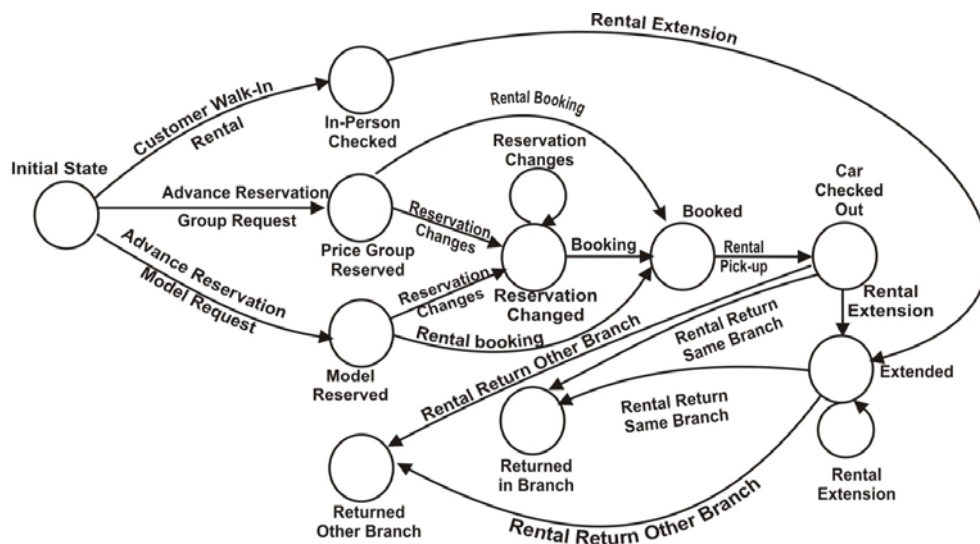 Rental Extension
Customer Walk-In
Rental
In-Person
Checked
Rental Booking
Reservation
Changes
Initial State
Advance Reservation
Group Request
Price Group
Reserved
Reservation
Changes
Booked
Car
Checked
Out
Booking
Rental
Pick-up
Advance Reservation
Model Request
Reservation
Changes
Reservation
Changed
Rental booking
Model
Reserved
Rental
Extension
Rental Return Other Branch
Rental Return
Same Branch
Extended
Rental Return
Same Branch
Returned
in Branch
Rental
Extension
Returned
Other Branch
Rental Return Other Branch